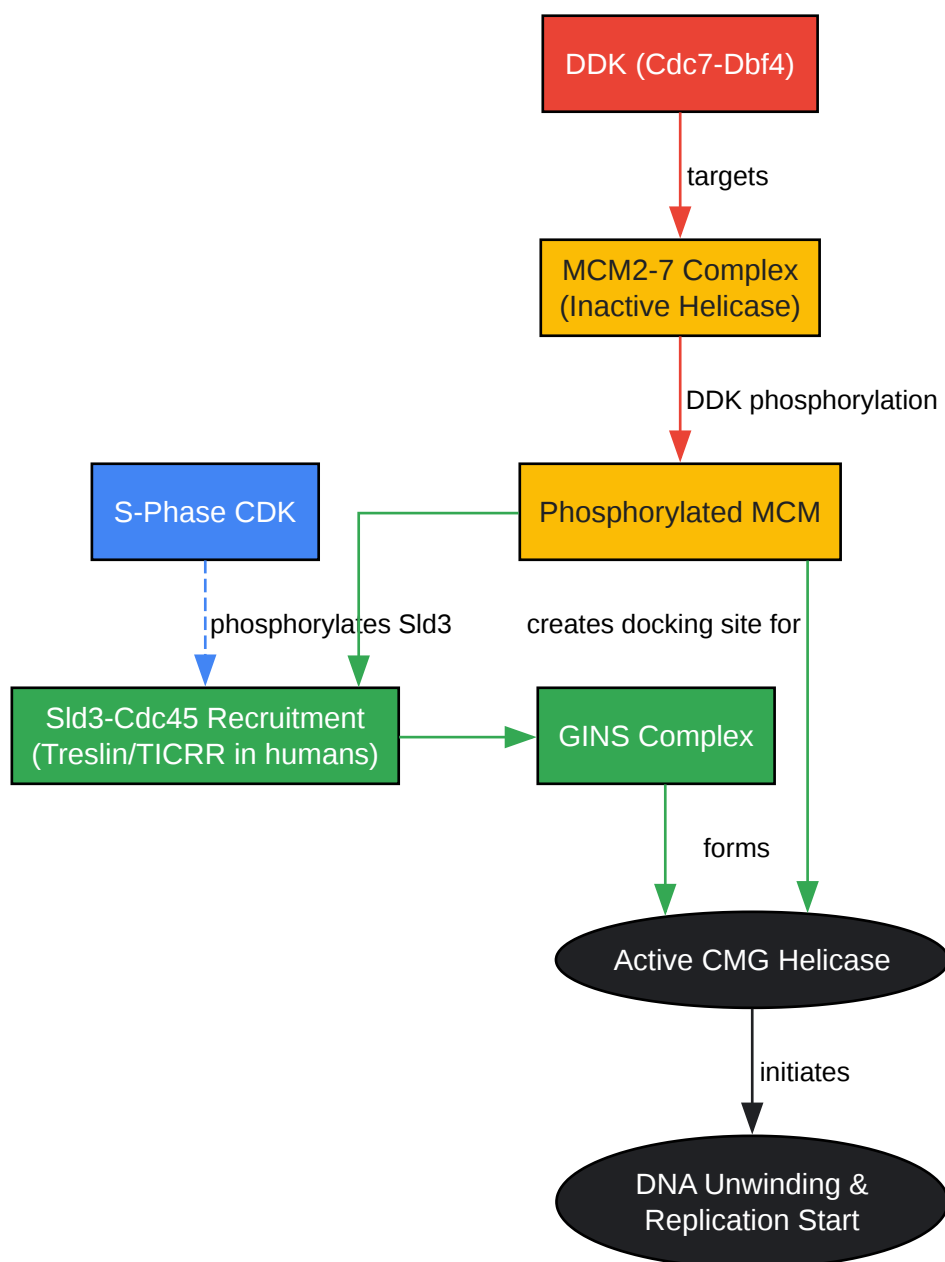 DDK (Cdc7-Dbf4)
targets
MCM2-7 Complex
(Inactive Helicase)
DDK phosphorylation
S-Phase CDK
Phosphorylated MCM
phosphorylates Sld3
creates docking site for
Sld3-Cdc45 Recruitment
(Treslin/TICRR in humans)
GINS Complex
forms
Active CMG Helicase
initiates
DNA Unwinding &
Replication Start